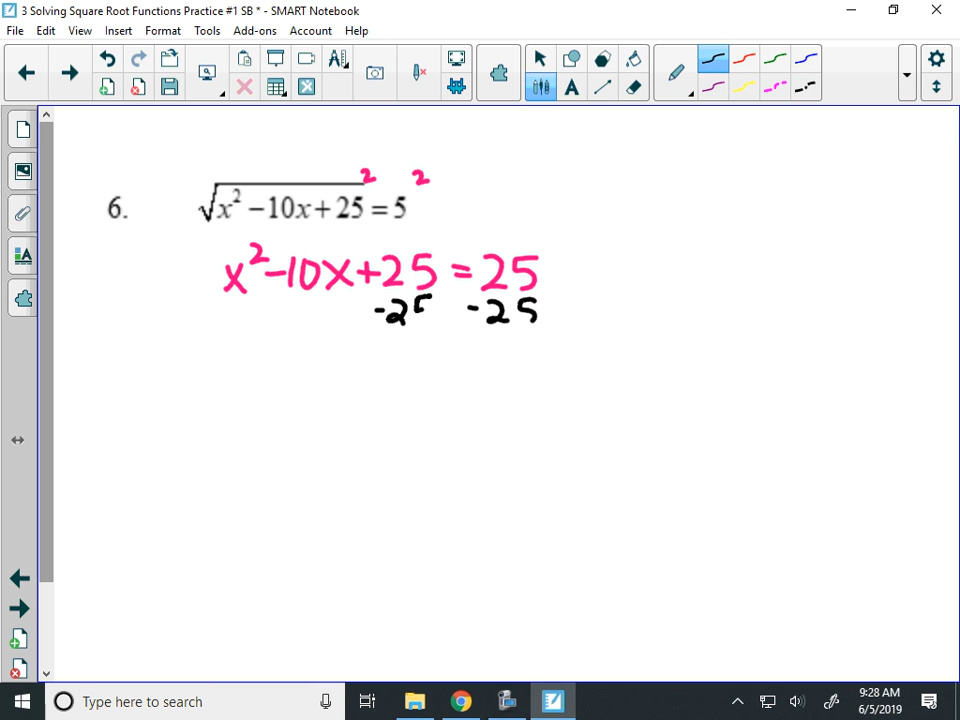 3 Solving Square Root Functions Practice #1 SB * - SMART Notebook
File Edit View Insert Format Tools Add-ons Account Help
2 2
6. √x² −10x+25 = 5
x²-10x+25 = 25
-25 -25
Type here to search
9:28 AM
6/5/2019